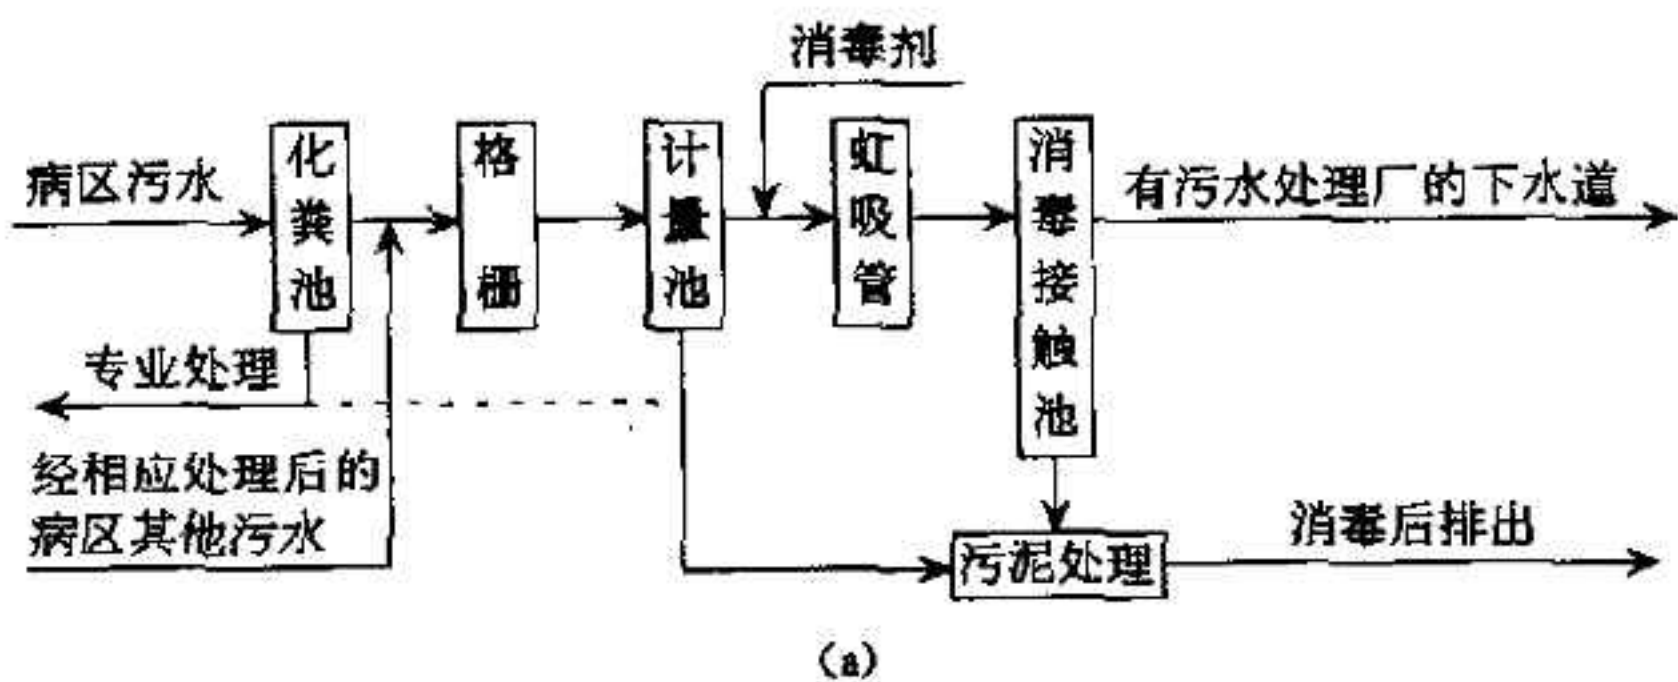 消毒剂
病区污水
化粪池
格栅
计量池
虹吸管
消毒接触池
有污水处理厂的下水道
专业处理
经相应处理后的
病区其他污水
污泥处理
消毒后排出
(a)